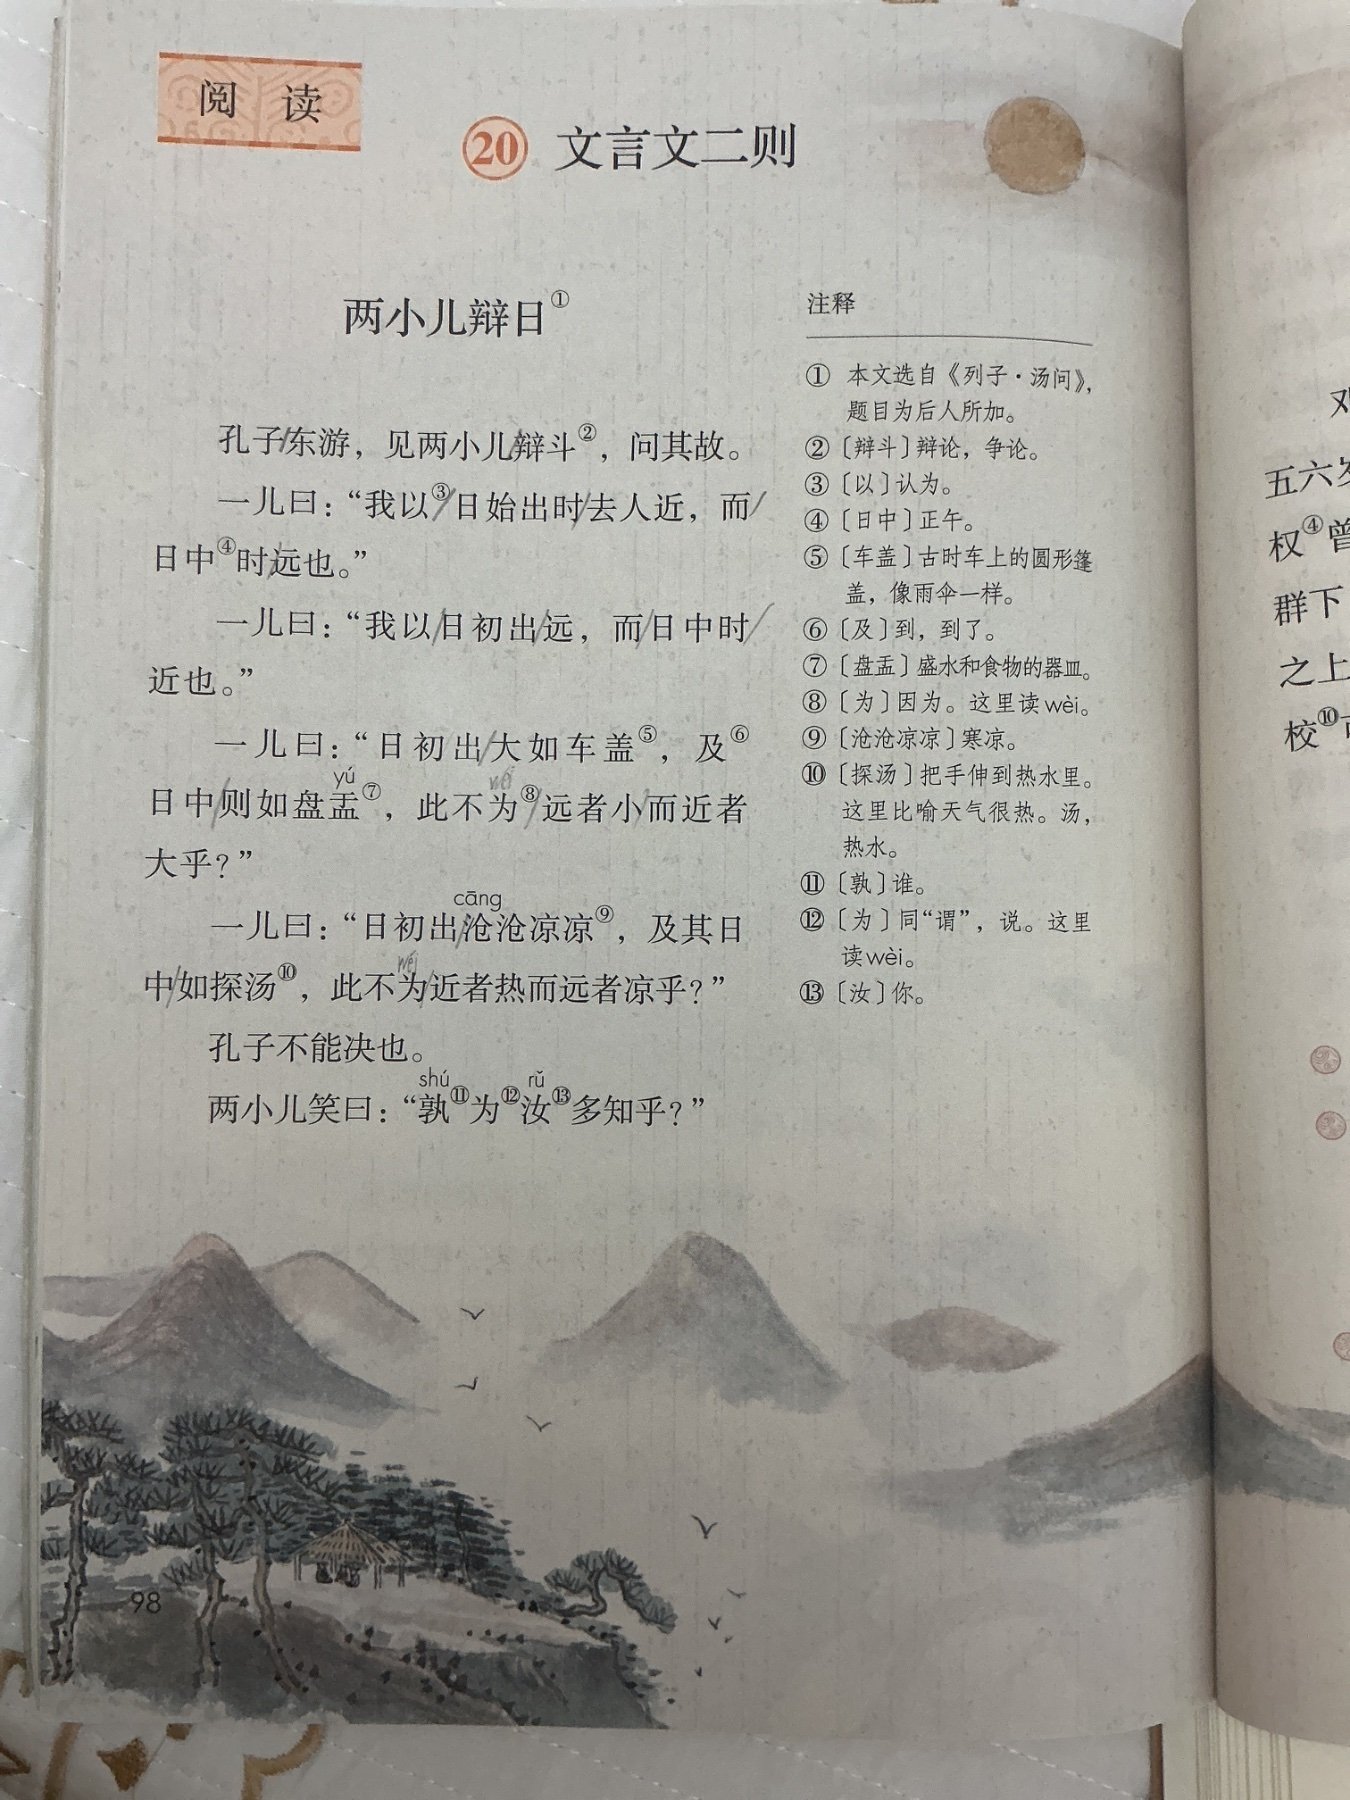 阅 读
20 文言文二则
两小儿辩日①
孔子/东游，见两小儿/辩斗②，问其故。
一儿曰：“我以③/日始出时/去人近，而/
日中④时/远也。”
一儿曰：“我以/日初出/远，而/日中时/
近也。”
一儿曰：“日初出/大如车盖⑤，及⑥
yú wèi
日中/则如盘盂⑦，此不为⑧/远者小/而近者
大乎？”
cāng
一儿曰：“日初出/沧沧凉凉⑨，及其日
wèi
中/如探汤⑩，此不为/近者热而远者凉乎？”
孔子不能决也。
shú rǔ
两小儿笑曰：“孰⑪为⑫汝⑬多知乎？”
注释
① 本文选自《列子·汤问》，
题目为后人所加。
②〔辩斗〕辩论，争论。
③〔以〕认为。
④〔日中〕正午。
⑤〔车盖〕古时车上的圆形篷
盖，像雨伞一样。
⑥〔及〕到，到了。
⑦〔盘盂〕盛水和食物的器皿。
⑧〔为〕因为。这里读wèi。
⑨〔沧沧凉凉〕寒凉。
⑩〔探汤〕把手伸到热水里。
这里比喻天气很热。汤，
热水。
⑪〔孰〕谁。
⑫〔为〕同“谓”，说。这里
读wèi。
⑬〔汝〕你。
98
五六岁
权④曾
群下
之上
校⑩